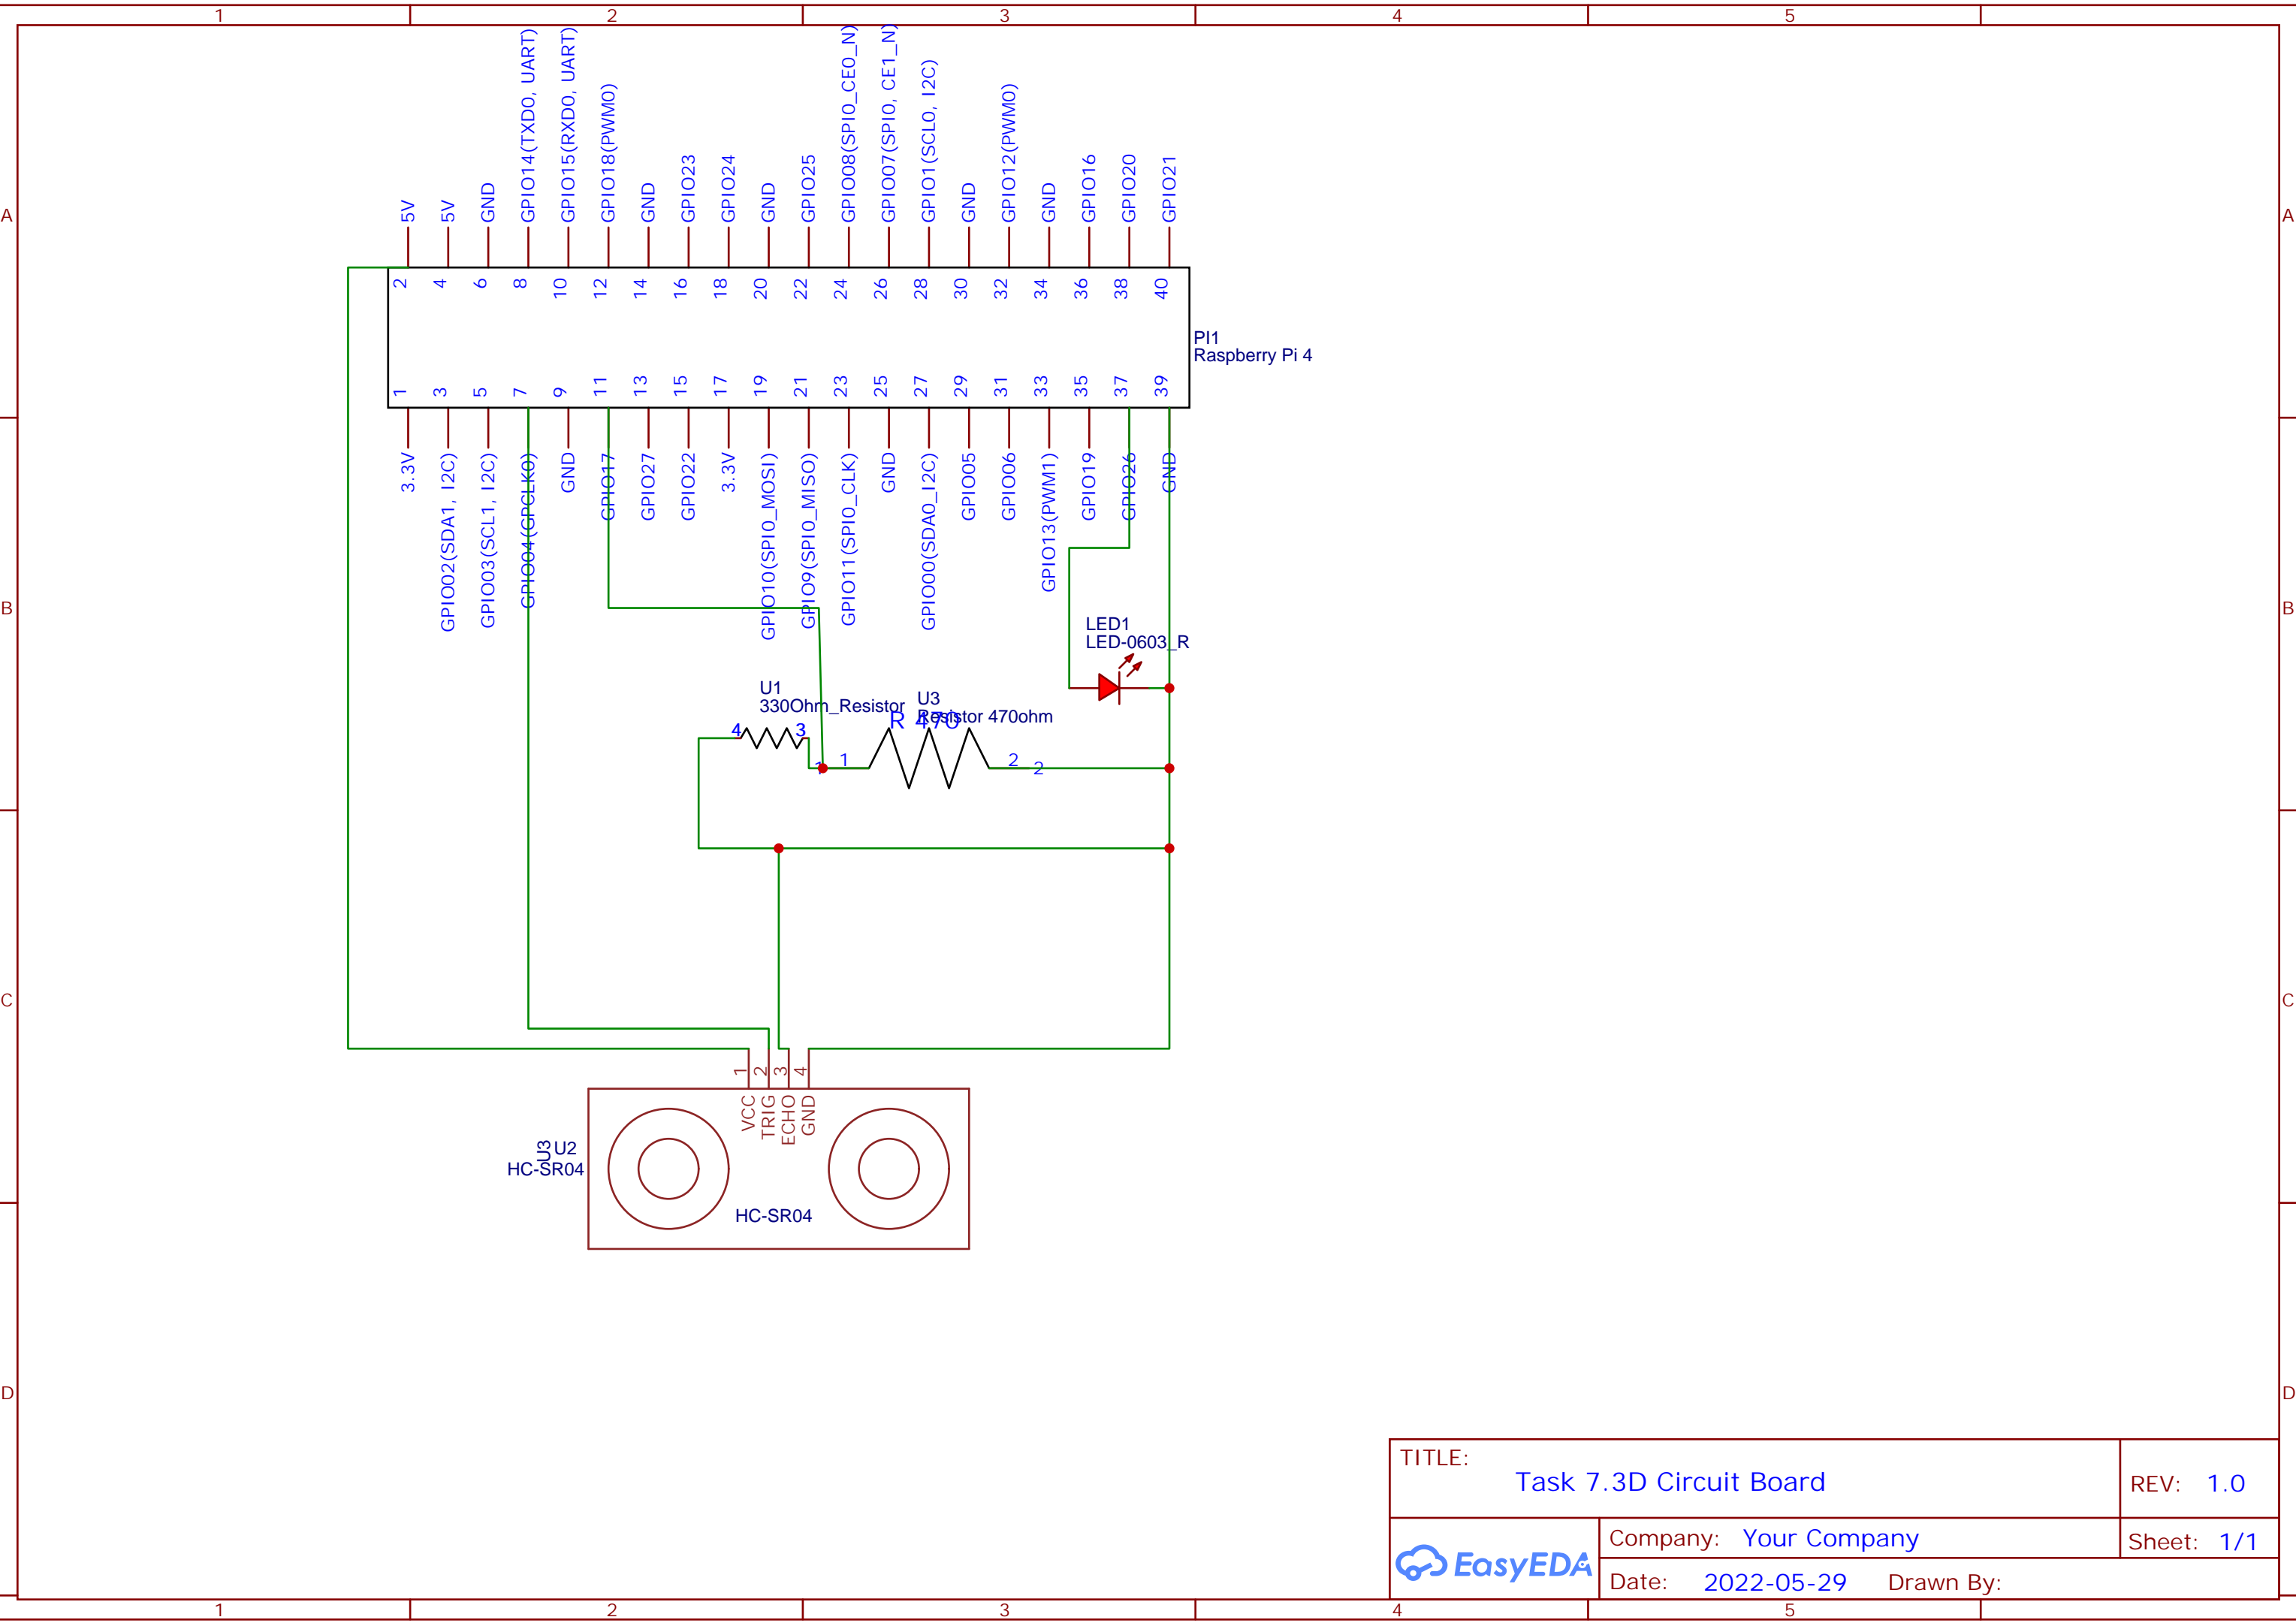 1 2 3 4 5
GPIO14(TXD0, UART)
GPIO15(RXD0, UART)
GPIO18(PWM0)
GPIO08(SPI0_CE0_N)
GPIO07(SPI0, CE1_N)
GPIO1(SCL0, I2C)
GPIO12(PWM0)
5V
5V
GND
GND
GPIO23
GPIO24
GND
GPIO25
GND
GND
GPIO16
GPIO20
GPIO21
A A
2 4 6 8 10 12 14 16 18 20 22 24 26 28 30 32 34 36 38 40
PI1
Raspberry Pi 4
1 3 5 7 9 11 13 15 17 19 21 23 25 27 29 31 33 35 37 39
3.3V
GPIO02(SDA1, I2C)
GPIO03(SCL1, I2C)
GPIO04(GPCLK0)
GND
GPIO17
GPIO27
GPIO22
3.3V
GPIO10(SPI0_MOSI)
GPIO9(SPI0_MISO)
GPIO11(SPI0_CLK)
GND
GPIO00(SDA0_I2C)
GPIO05
GPIO06
GPIO13(PWM1)
GPIO19
GPIO26
GND
B B
LED1
LED-0603_R
U1
330Ohm_Resistor
U3
Resistor 470ohm
R 470
4 3
1 1 2 2
C C
1 2 3 4
VCC
TRIG
ECHO
GND
U3
U2
HC-SR04
HC-SR04
D D
TITLE:
Task 7.3D Circuit Board
REV: 1.0
EasyEDA
Company: Your Company
Sheet: 1/1
Date: 2022-05-29 Drawn By:
1 2 3 4 5